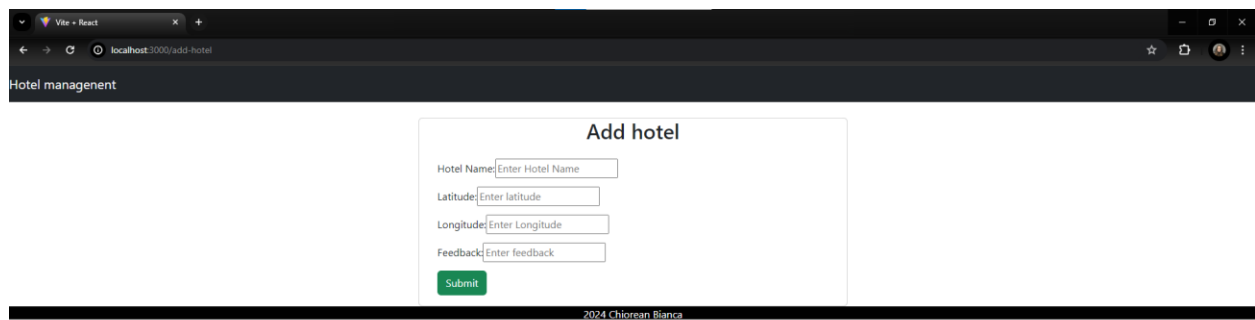 Vite + React
localhost:3000/add-hotel
Hotel managenent
Add hotel
Hotel Name: Enter Hotel Name
Latitude: Enter latitude
Longitude: Enter Longitude
Feedback: Enter feedback
Submit
2024 Chiorean Bianca